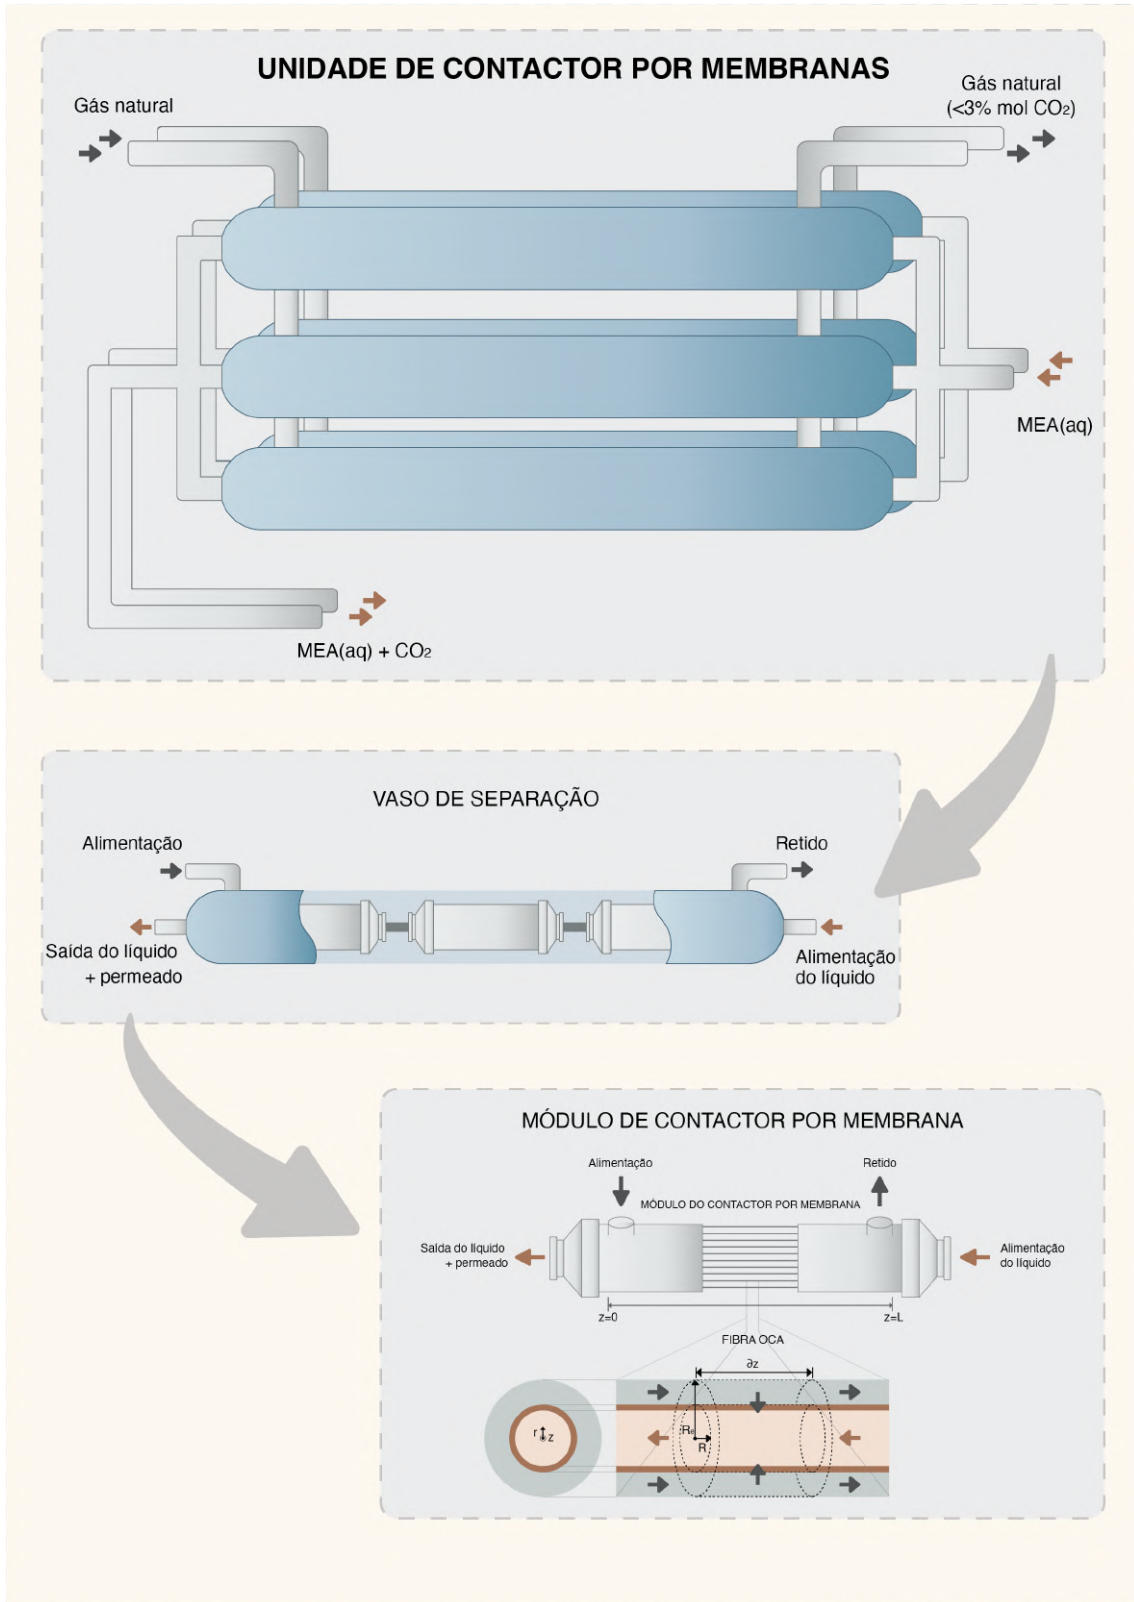 UNIDADE DE CONTACTOR POR MEMBRANAS
Gás natural
Gás natural
(<3% mol CO₂)
MEA(aq)
MEA(aq) + CO₂
VASO DE SEPARAÇÃO
Alimentação
Retido
Saída do líquido
+ permeado
Alimentação
do líquido
MÓDULO DE CONTACTOR POR MEMBRANA
Alimentação
Retido
MÓDULO DO CONTACTOR POR MEMBRANA
Saída do líquido
+ permeado
Alimentação
do líquido
z=0
z=L
FIBRA OCA
∂z
r
z
Rₑ
R